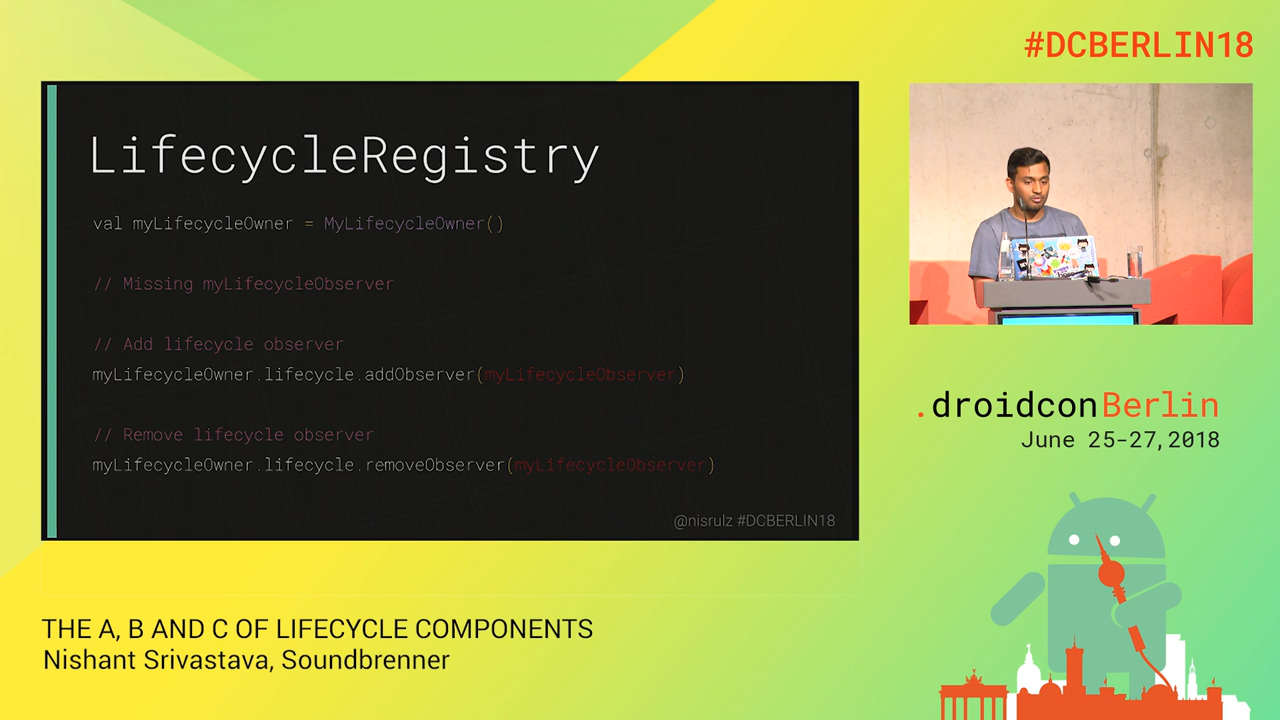 #DCBERLIN18
LifecycleRegistry
val myLifecycleOwner = MyLifecycleOwner()
// Missing myLifecycleObserver
// Add lifecycle observer
myLifecycleOwner.lifecycle.addObserver(myLifecycleObserver)
// Remove lifecycle observer
myLifecycleOwner.lifecycle.removeObserver(myLifecycleObserver)
@nisrulz #DCBERLIN18
.droidconBerlin
June 25-27, 2018
THE A, B AND C OF LIFECYCLE COMPONENTS
Nishant Srivastava, Soundbrenner